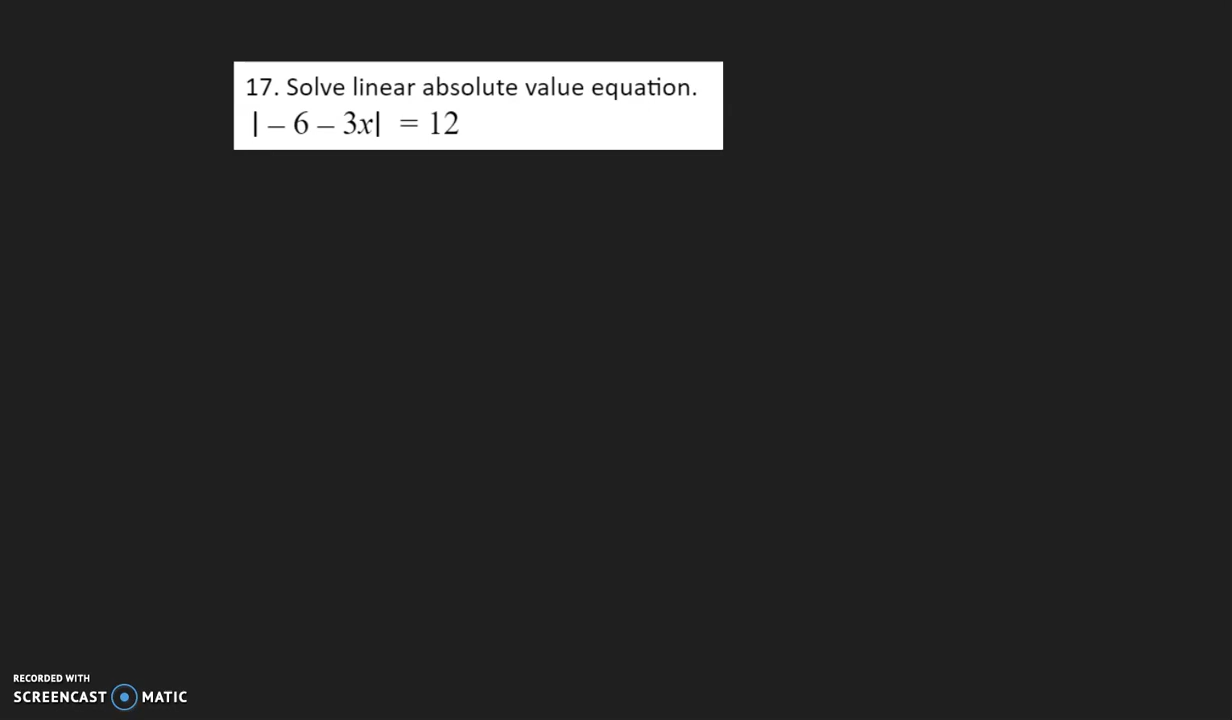 17. Solve linear absolute value equation.
| – 6 – 3x| = 12
RECORDED WITH
SCREENCAST MATIC